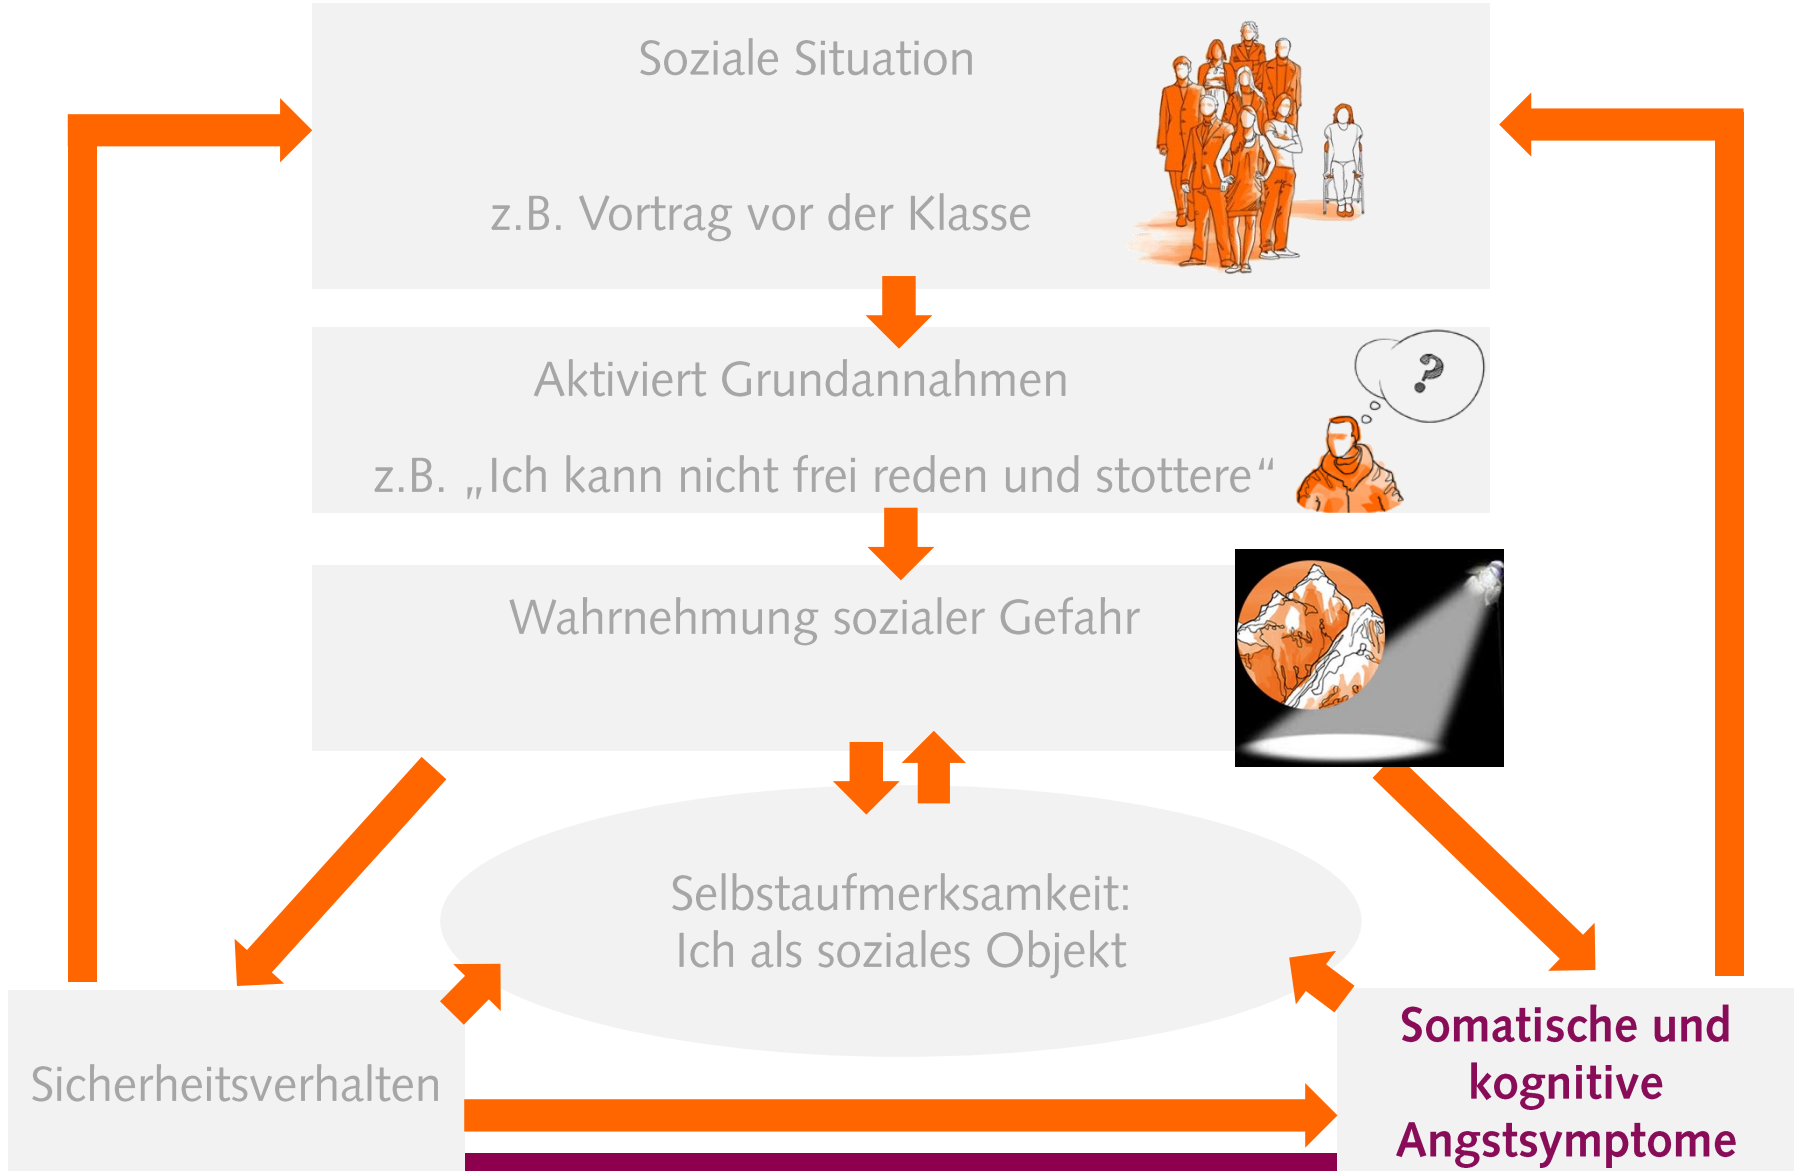 Soziale Situation
z.B. Vortrag vor der Klasse
Aktiviert Grundannahmen
?
z.B. „Ich kann nicht frei reden und stottere“
Wahrnehmung sozialer Gefahr
Selbstaufmerksamkeit:
Ich als soziales Objekt
Sicherheitsverhalten
Somatische und
kognitive
Angstsymptome